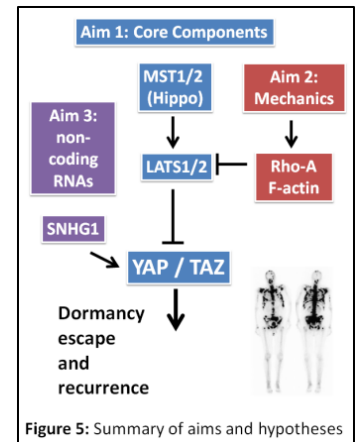 Aim 1: Core Components
MST1/2
(Hippo)
Aim 2:
Mechanics
Aim 3:
non-
coding
RNAs
LATS1/2
Rho-A
F-actin
SNHG1
YAP / TAZ
Dormancy
escape
and
recurrence
Figure 5: Summary of aims and hypotheses